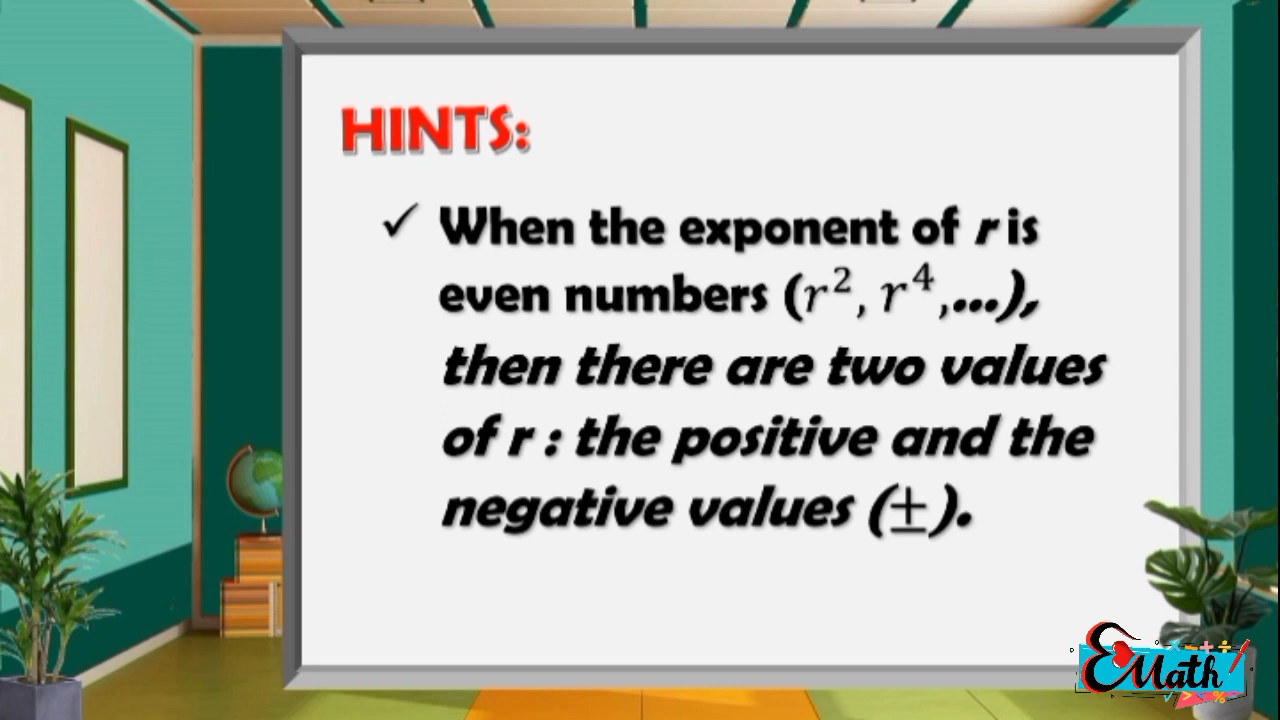 HINTS:
✓ When the exponent of r is
even numbers (r², r⁴,...),
then there are two values
of r : the positive and the
negative values (±).
EMath